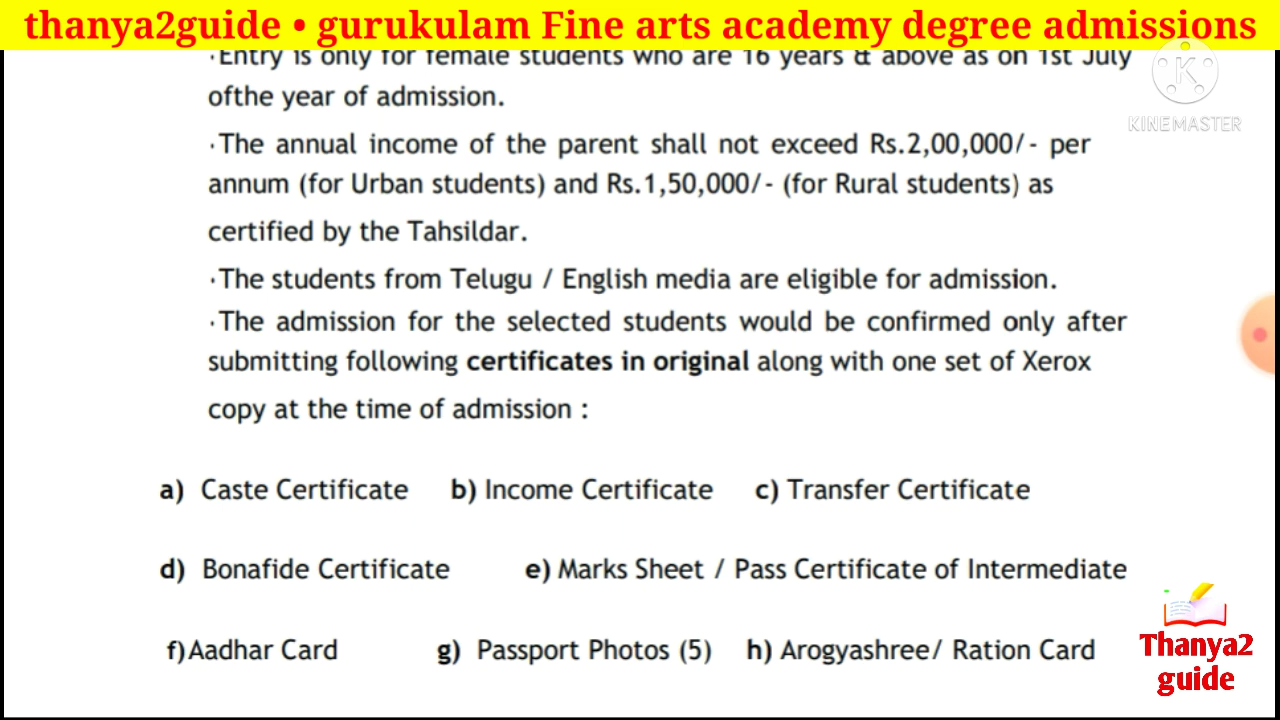 thanya2guide • gurukulam Fine arts academy degree admissions
·Entry is only for female students who are 16 years & above as on 1st July
ofthe year of admission.
KINEMASTER
·The annual income of the parent shall not exceed Rs.2,00,000/- per
annum (for Urban students) and Rs.1,50,000/- (for Rural students) as
certified by the Tahsildar.
·The students from Telugu / English media are eligible for admission.
·The admission for the selected students would be confirmed only after
submitting following certificates in original along with one set of Xerox
copy at the time of admission :
a) Caste Certificate b) Income Certificate c) Transfer Certificate
d) Bonafide Certificate e) Marks Sheet / Pass Certificate of Intermediate
f)Aadhar Card g) Passport Photos (5) h) Arogyashree/ Ration Card
Thanya2
guide